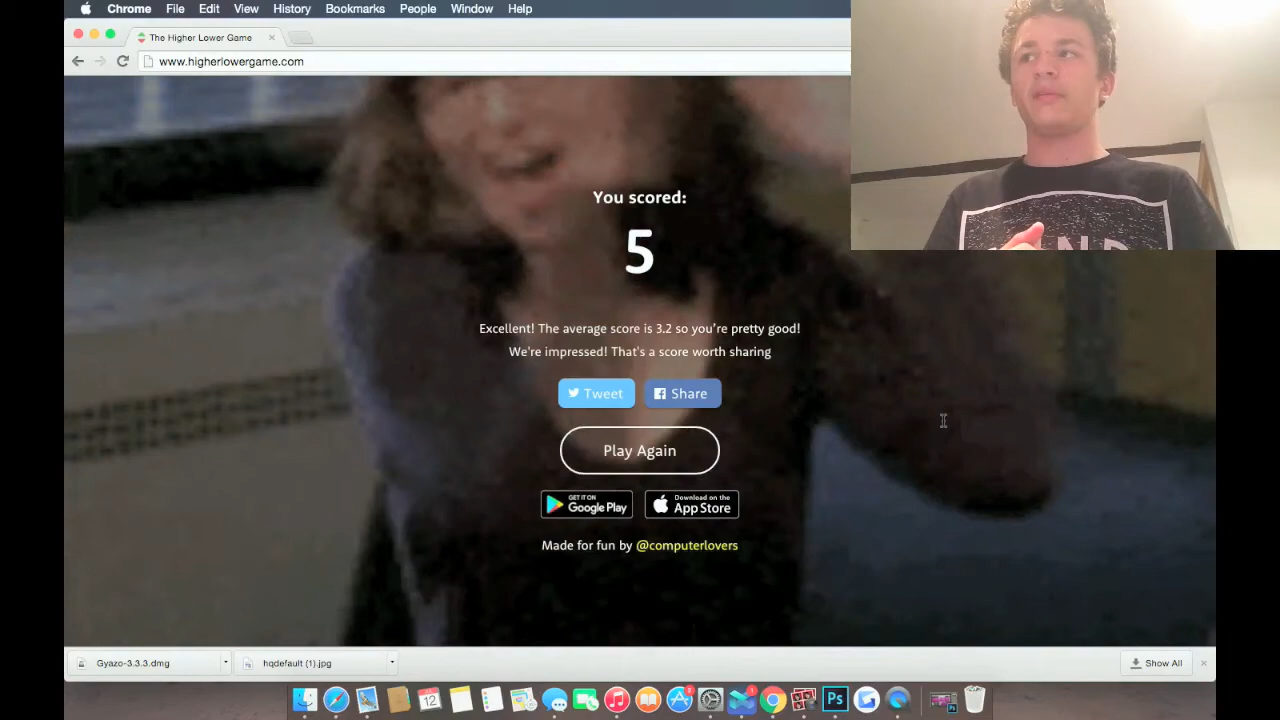 Chrome File Edit View History Bookmarks People Window Help
The Higher Lower Game
www.higherlowergame.com
You scored:
5
Excellent! The average score is 3.2 so you're pretty good!
We're impressed! That's a score worth sharing
Tweet Share
Play Again
GET IT ON
Google Play
Download on the
App Store
Made for fun by @computerlovers
Gyazo-3.3.3.dmg hqdefault (1).jpg Show All
12
Ps